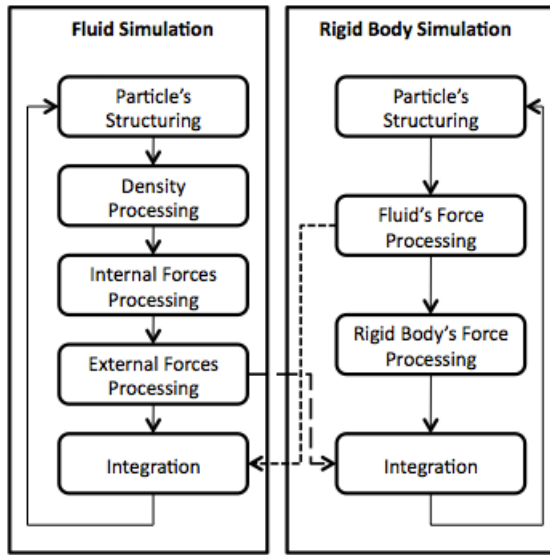 Fluid Simulation
Particle's
Structuring
Density
Processing
Internal Forces
Processing
External Forces
Processing
Integration
Rigid Body Simulation
Particle's
Structuring
Fluid's Force
Processing
Rigid Body's Force
Processing
Integration